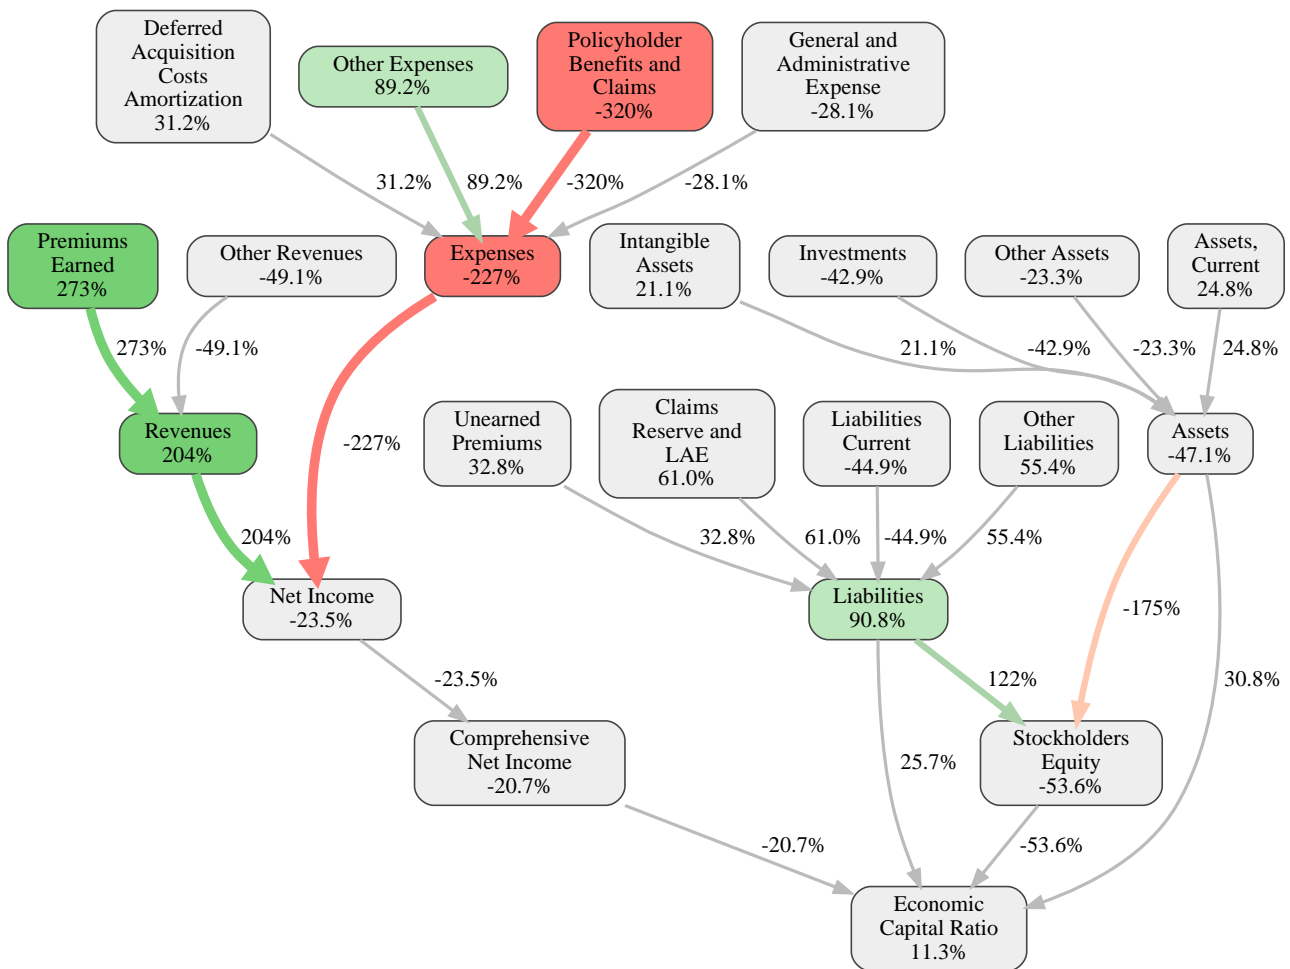 Deferred
Acquisition
Costs
Amortization
31.2%
Other Expenses
89.2%
Policyholder
Benefits and
Claims
-320%
General and
Administrative
Expense
-28.1%
31.2%
89.2%
-320%
-28.1%
Premiums
Earned
273%
Other Revenues
-49.1%
Expenses
-227%
Intangible
Assets
21.1%
Investments
-42.9%
Other Assets
-23.3%
Assets,
Current
24.8%
273%
-49.1%
21.1%
-42.9%
-23.3%
24.8%
Revenues
204%
-227%
Unearned
Premiums
32.8%
Claims
Reserve and
LAE
61.0%
Liabilities
Current
-44.9%
Other
Liabilities
55.4%
Assets
-47.1%
204%
32.8%
61.0%
-44.9%
55.4%
Net Income
-23.5%
Liabilities
90.8%
-175%
-23.5%
122%
30.8%
Comprehensive
Net Income
-20.7%
25.7%
Stockholders
Equity
-53.6%
-20.7%
-53.6%
Economic
Capital Ratio
11.3%